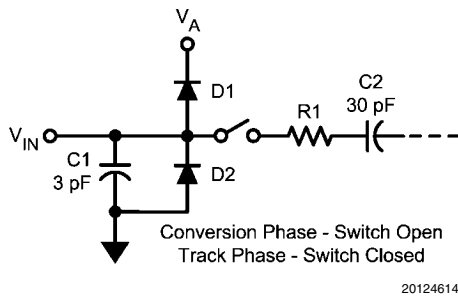 V_A
D1
C2
30 pF
R1
V_IN
C1
3 pF
D2
Conversion Phase - Switch Open
Track Phase - Switch Closed
20124614